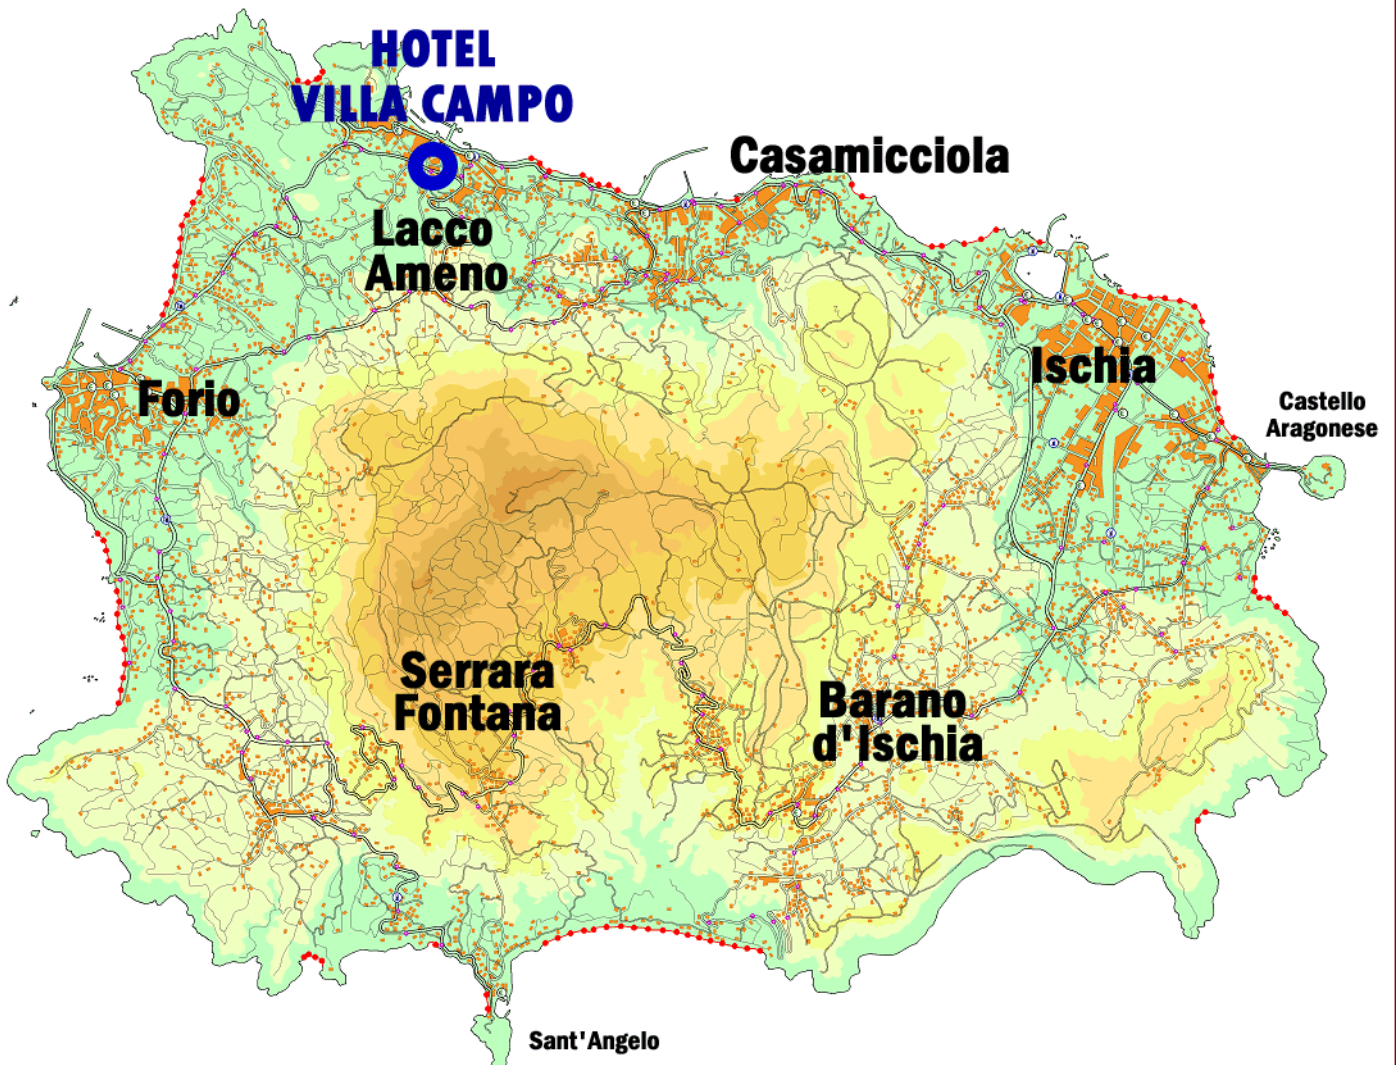 HOTEL
VILLA CAMPO
Casamicciola
Lacco
Ameno
Ischia
Forio
Castello
Aragonese
Serrara
Fontana
Barano
d'Ischia
Sant'Angelo